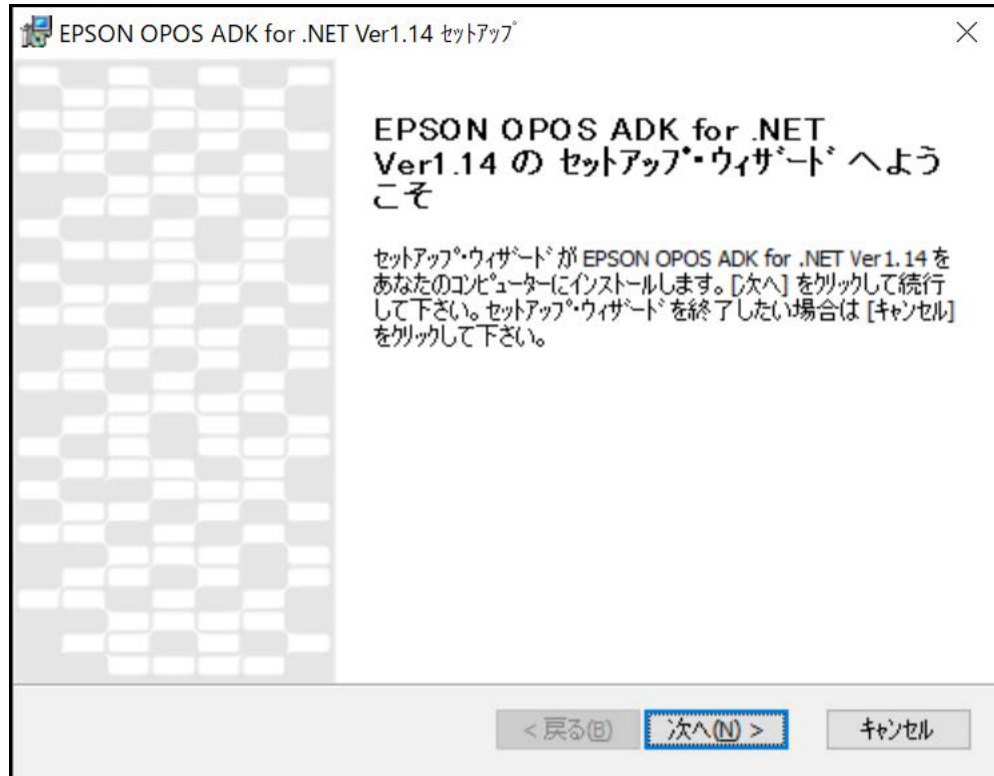 EPSON OPOS ADK for .NET Ver1.14 ｾｯﾄｱｯﾌﾟ
EPSON OPOS ADK for .NET
Ver1.14 の ｾｯﾄｱｯﾌﾟ･ｳｨｻﾞｰﾄﾞ へよう
こそ
ｾｯﾄｱｯﾌﾟ･ｳｨｻﾞｰﾄﾞが EPSON OPOS ADK for .NET Ver1.14 を
あなたのｺﾝﾋﾟｭｰﾀｰにｲﾝｽﾄｰﾙします。[次へ] をｸﾘｯｸして続行
して下さい。ｾｯﾄｱｯﾌﾟ･ｳｨｻﾞｰﾄﾞを終了したい場合は [ｷｬﾝｾﾙ]
をｸﾘｯｸして下さい。
< 戻る(B)
次へ(N) >
ｷｬﾝｾﾙ